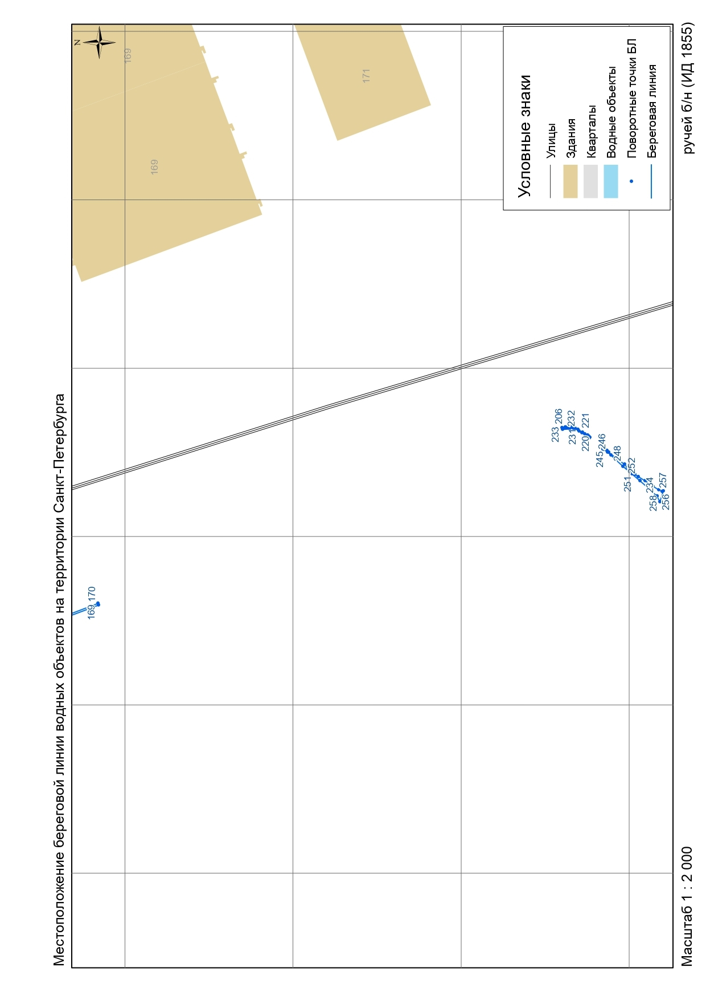 Местоположение береговой линии водных объектов на территории Санкт-Петербурга
N
169
169
171
169 170
233 206
231 232
220 221
245 246
248
251 252
234
258 257
256
Условные знаки
Улицы
Здания
Кварталы
Водные объекты
Поворотные точки БЛ
Береговая линия
Масштаб 1 : 2 000
ручей б/н (ИД 1855)